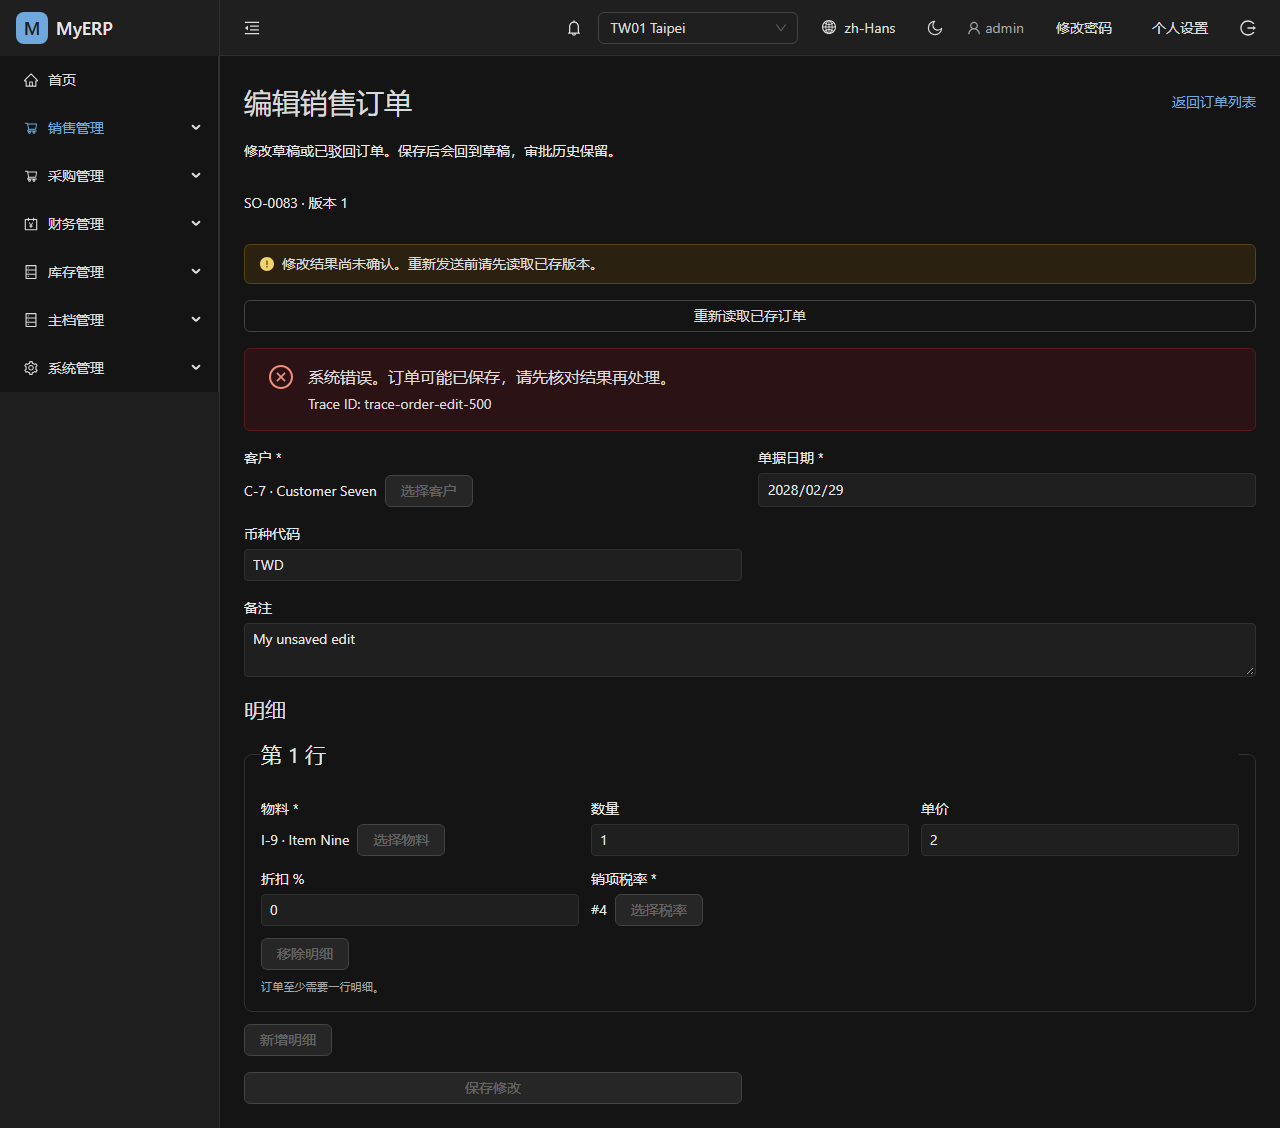 M MyERP
TW01 Taipei
zh-Hans
admin
修改密码
个人设置
首页
销售管理
采购管理
财务管理
库存管理
主档管理
系统管理
编辑销售订单
返回订单列表
修改草稿或已驳回订单。保存后会回到草稿，审批历史保留。
SO-0083 · 版本 1
修改结果尚未确认。重新发送前请先读取已存版本。
重新读取已存订单
系统错误。订单可能已保存，请先核对结果再处理。
Trace ID: trace-order-edit-500
客户 *
C-7 · Customer Seven 选择客户
单据日期 *
2028/02/29
币种代码
TWD
备注
My unsaved edit
明细
第 1 行
物料 *
I-9 · Item Nine 选择物料
数量
1
单价
2
折扣 %
0
销项税率 *
#4 选择税率
移除明细
订单至少需要一行明细。
新增明细
保存修改